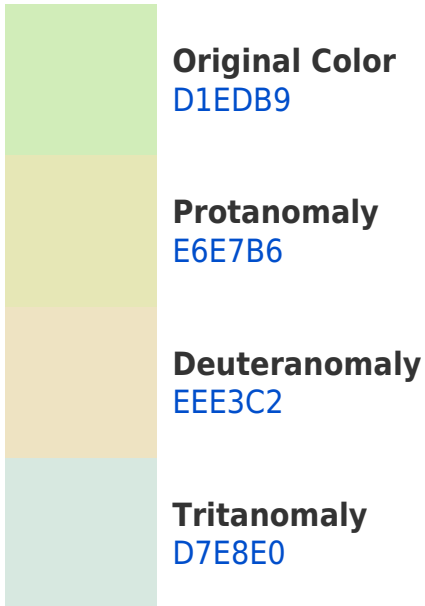 Original Color
D1EDB9
Protanomaly
E6E7B6
Deuteranomaly
EEE3C2
Tritanomaly
D7E8E0